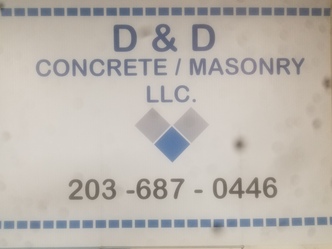 D & D
CONCRETE / MASONRY
LLC.
203 -687 - 0446